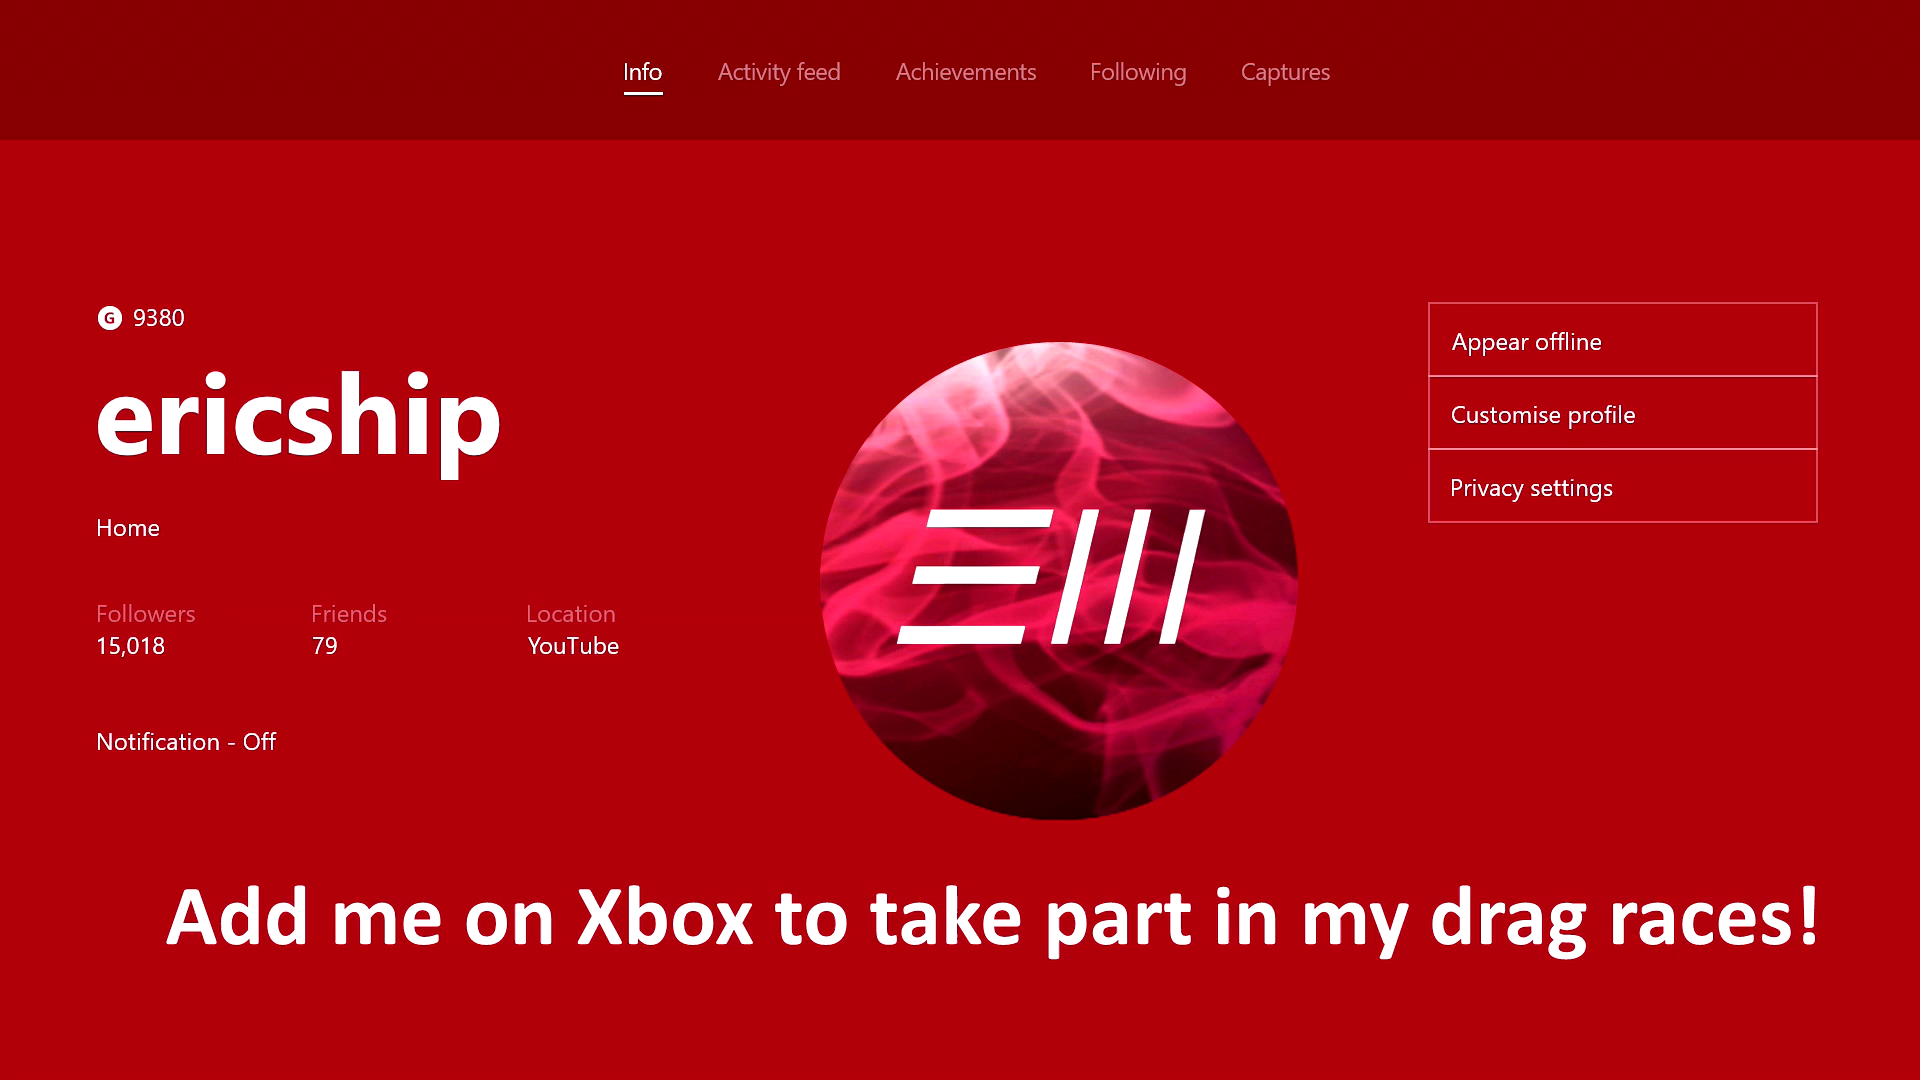 Info Activity feed Achievements Following Captures
G 9380
ericship
Home
Followers Friends Location
15,018 79 YouTube
Notification - Off
Appear offline
Customise profile
Privacy settings
Add me on Xbox to take part in my drag races!